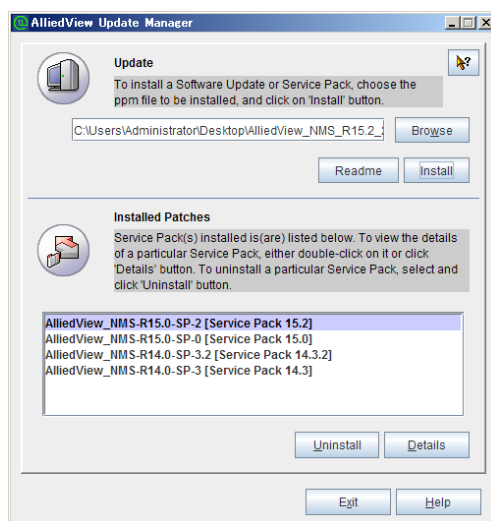 AlliedView Update Manager
Update
To install a Software Update or Service Pack, choose the
ppm file to be installed, and click on 'Install' button.
C:\Users\Administrator\Desktop\AlliedView_NMS_R15.2_
Browse
Readme
Install
Installed Patches
Service Pack(s) installed is(are) listed below. To view the details
of a particular Service Pack, either double-click on it or click
'Details' button. To uninstall a particular Service Pack, select and
click 'Uninstall' button.
AlliedView_NMS-R15.0-SP-2 [Service Pack 15.2]
AlliedView_NMS-R15.0-SP-0 [Service Pack 15.0]
AlliedView_NMS-R14.0-SP-3.2 [Service Pack 14.3.2]
AlliedView_NMS-R14.0-SP-3 [Service Pack 14.3]
Uninstall
Details
Exit
Help